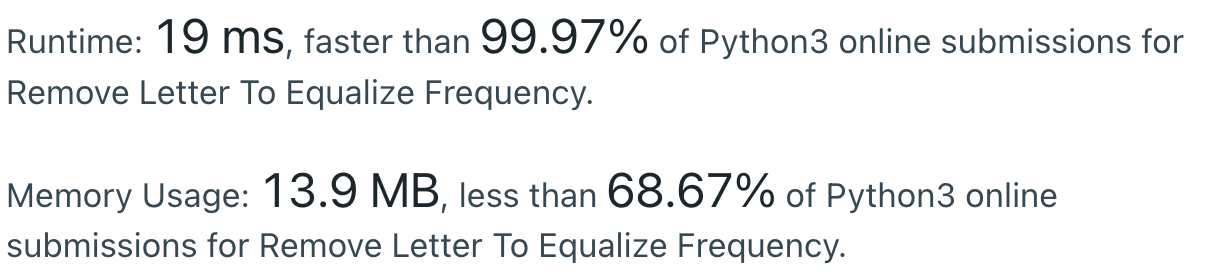 Runtime: 19 ms, faster than 99.97% of Python3 online submissions for
Remove Letter To Equalize Frequency.
Memory Usage: 13.9 MB, less than 68.67% of Python3 online
submissions for Remove Letter To Equalize Frequency.